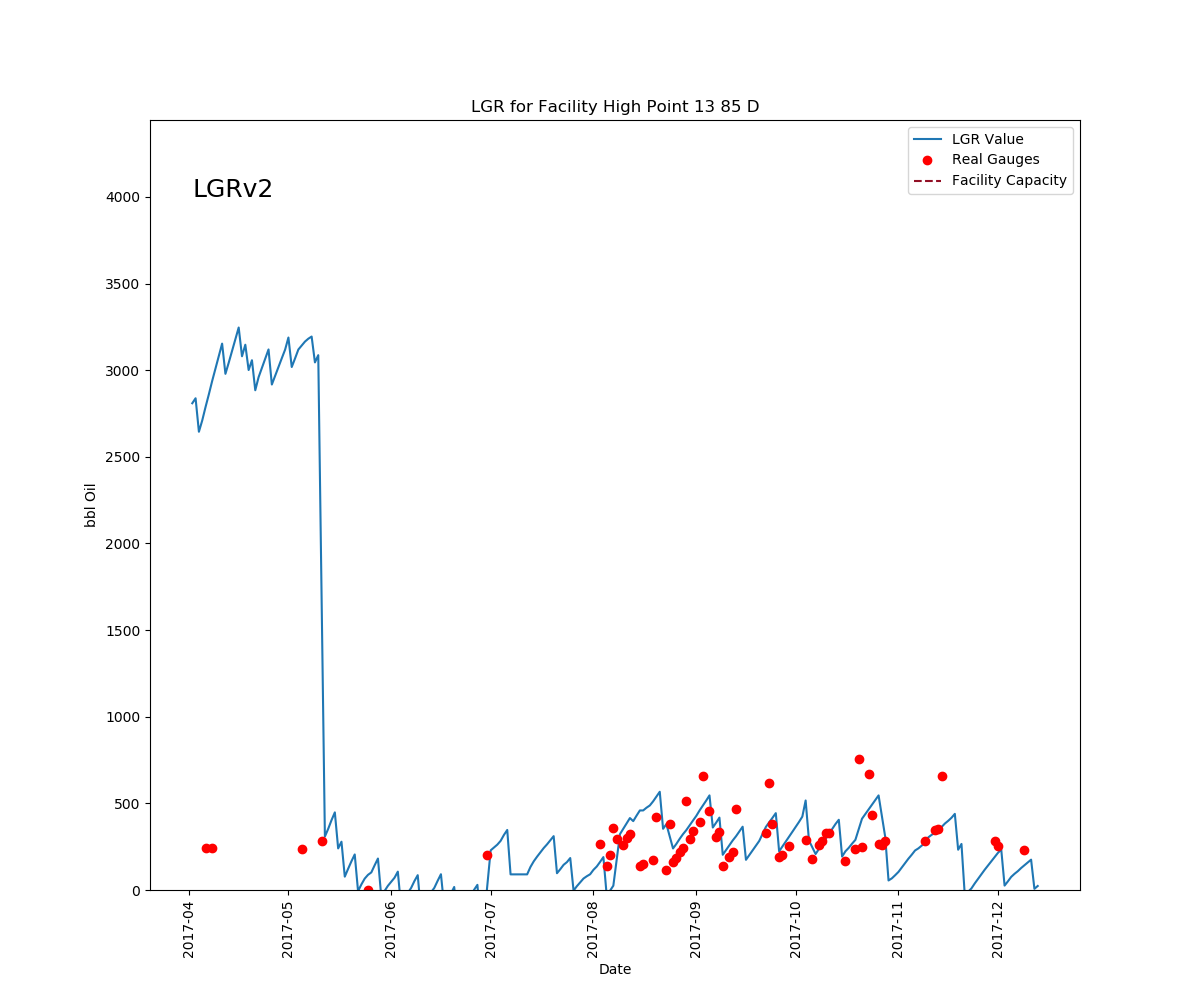 LGR for Facility High Point 13 85 D
LGR Value
Real Gauges
Facility Capacity
LGRv2
4000
3500
3000
2500
2000
1500
1000
500
0
bbl Oil
2017-04
2017-05
2017-06
2017-07
2017-08
2017-09
2017-10
2017-11
2017-12
Date